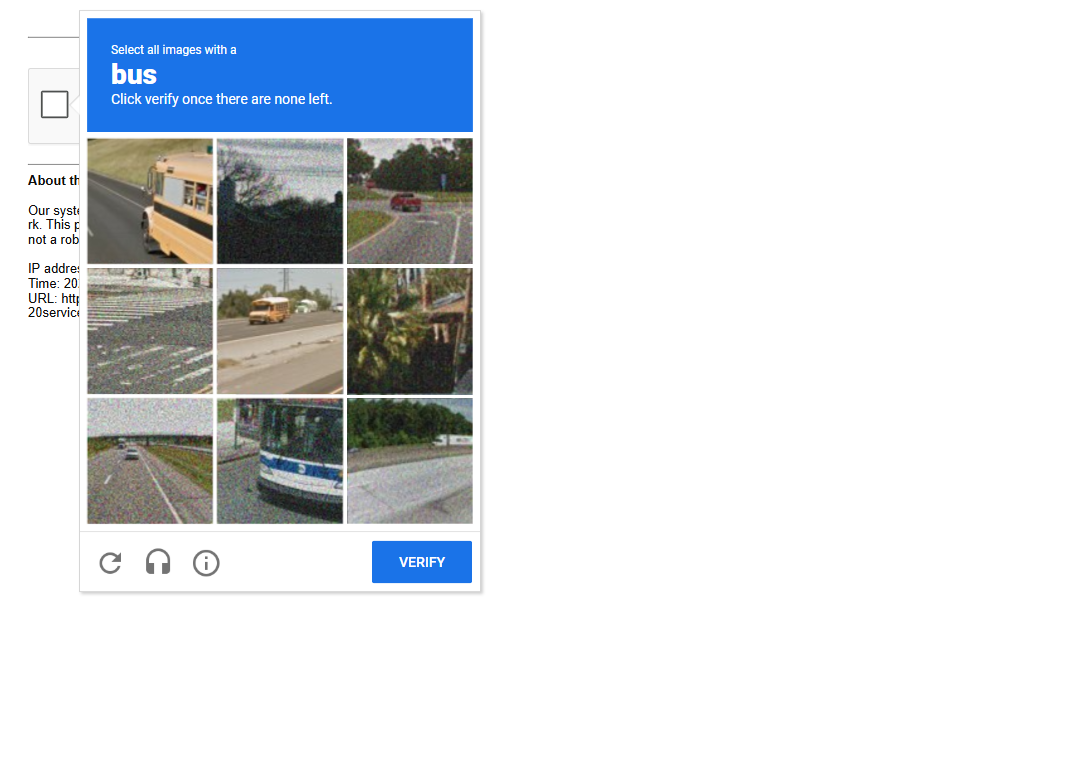 Select all images with a
bus
Click verify once there are none left.
About th
Our syste
rk. This p
not a rob
IP addres
Time: 20
URL: http
20service
VERIFY